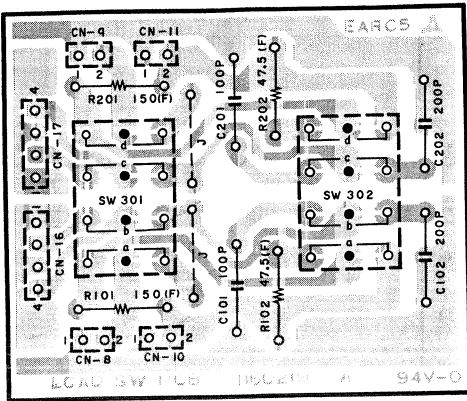 CN-9 CN-11
EARC5
1 2 1 2
R201 150(F)
100P
C201
47.5(F)
R202
200P
C202
4
CN-17
1
d
c
SW 301
b
a
J
J
d
c
SW 302
b
a
1
CN-16
4
R101 150(F)
100P
C101
47.5(F)
R102
200P
C102
1 2 1 2
CN-8 CN-10
LOAD SW PCB A 94V-0